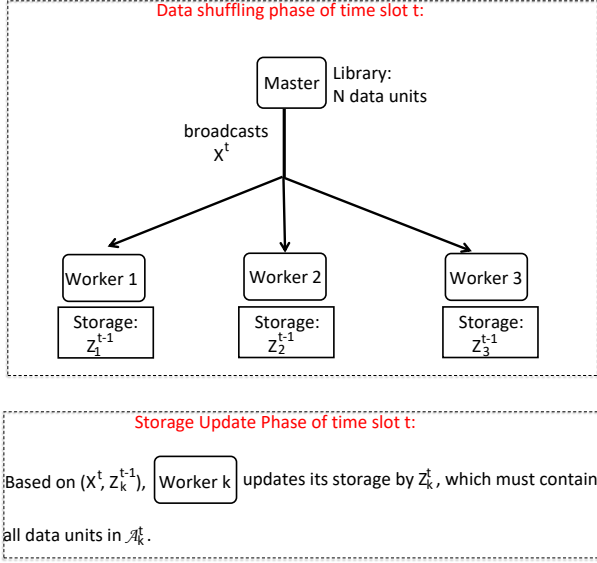 Data shuffling phase of time slot t:
Master
Library:
N data units
broadcasts
X^t
Worker 1
Worker 2
Worker 3
Storage:
Z_1^{t-1}
Storage:
Z_2^{t-1}
Storage:
Z_3^{t-1}
Storage Update Phase of time slot t:
Based on (X^t, Z_k^{t-1}), Worker k updates its storage by Z_k^t, which must contain
all data units in 𝒜_k^t.